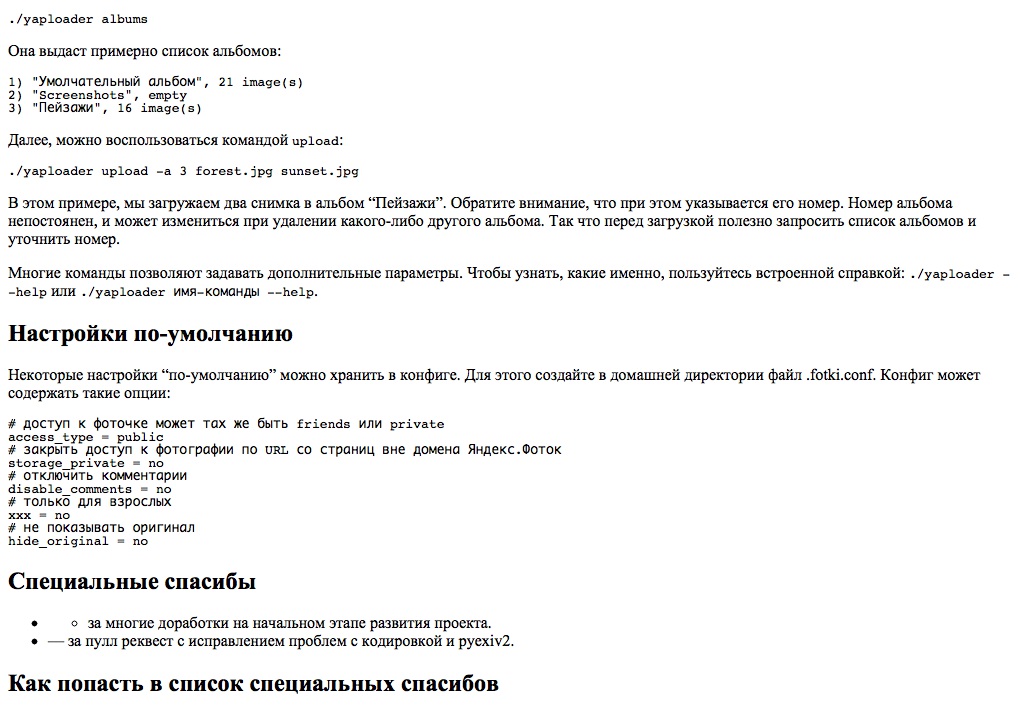 ./yaploader albums
Она выдаст примерно список альбомов:
1) "Умолчательный альбом", 21 image(s)
2) "Screenshots", empty
3) "Пейзажи", 16 image(s)
Далее, можно воспользоваться командой upload:
./yaploader upload -a 3 forest.jpg sunset.jpg
В этом примере, мы загружаем два снимка в альбом “Пейзажи”. Обратите внимание, что при этом указывается его номер. Номер альбома
непостоянен, и может измениться при удалении какого-либо другого альбома. Так что перед загрузкой полезно запросить список альбомов и
уточнить номер.
Многие команды позволяют задавать дополнительные параметры. Чтобы узнать, какие именно, пользуйтесь встроенной справкой: ./yaploader -
-help или ./yaploader имя-команды --help.
Настройки по-умолчанию
Некоторые настройки “по-умолчанию” можно хранить в конфиге. Для этого создайте в домашней директории файл .fotki.conf. Конфиг может
содержать такие опции:
# доступ к фоточке может тах же быть friends или private
access_type = public
# закрыть доступ к фотографии по URL со страниц вне домена Яндекс.Фоток
storage_private = no
# отключить комментарии
disable_comments = no
# только для взрослых
xxx = no
# не показывать оригинал
hide_original = no
Специальные спасибы
за многие доработки на начальном этапе развития проекта.
— за пулл реквест с исправлением проблем с кодировкой и pyexiv2.
Как попасть в список специальных спасибов